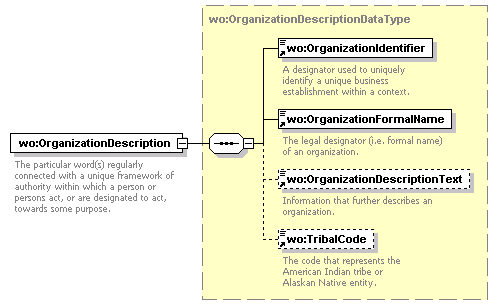 wo:OrganizationDescriptionDataType
wo:OrganizationIdentifier
A designator used to uniquely
identify a unique business
establishment within a context.
wo:OrganizationFormalName
The legal designator (i.e. formal name)
of an organization.
wo:OrganizationDescription
The particular word(s) regularly
connected with a unique framework of
authority within which a person or
persons act, or are designated to act,
towards some purpose.
wo:OrganizationDescriptionText
Information that further describes an
organization.
wo:TribalCode
The code that represents the
American Indian tribe or
Alaskan Native entity.